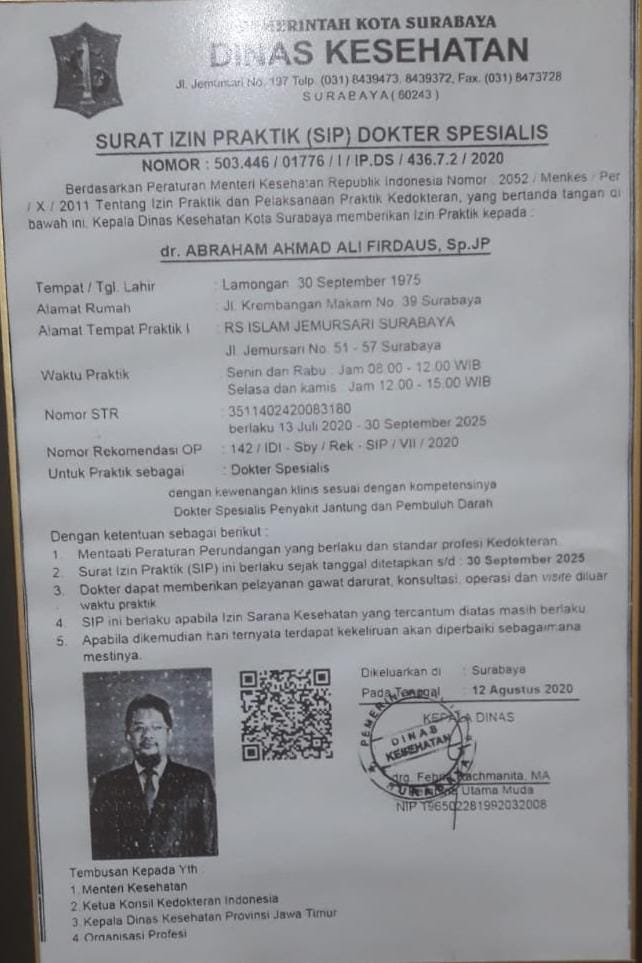 PEMERINTAH KOTA SURABAYA
DINAS KESEHATAN
Jl. Jemursari No. 197 Telp. (031) 8439473, 8439372, Fax. (031) 8473728
SURABAYA ( 60243 )
SURAT IZIN PRAKTIK (SIP) DOKTER SPESIALIS
NOMOR : 503.446 / 01776 / I / IP.DS / 436.7.2 / 2020
Berdasarkan Peraturan Menteri Kesehatan Republik Indonesia Nomor : 2052 / Menkes / Per
/ X / 2011 Tentang Izin Praktik dan Pelaksanaan Praktik Kedokteran, yang bertanda tangan di
bawah ini, Kepala Dinas Kesehatan Kota Surabaya memberikan Izin Praktik kepada :
dr. ABRAHAM AHMAD ALI FIRDAUS, Sp.JP
Tempat / Tgl. Lahir : Lamongan 30 September 1975
Alamat Rumah : Jl. Krembangan Makam No. 39 Surabaya
Alamat Tempat Praktik I : RS ISLAM JEMURSARI SURABAYA
Jl. Jemursari No. 51 - 57 Surabaya
Waktu Praktik : Senin dan Rabu : Jam 08.00 - 12.00 WIB
Selasa dan kamis : Jam 12.00 - 15.00 WIB
Nomor STR : 3511402420083180
berlaku 13 Juli 2020 - 30 September 2025
Nomor Rekomendasi OP : 142 / IDI - Sby / Rek - SIP / VII / 2020
Untuk Praktik sebagai : Dokter Spesialis
dengan kewenangan klinis sesuai dengan kompetensinya
Dokter Spesialis Penyakit Jantung dan Pembuluh Darah
Dengan ketentuan sebagai berikut :
1. Mentaati Peraturan Perundangan yang berlaku dan standar profesi Kedokteran
2. Surat Izin Praktik (SIP) ini berlaku sejak tanggal ditetapkan s/d : 30 September 2025
3. Dokter dapat memberikan pelayanan gawat darurat, konsultasi, operasi dan visite diluar
waktu praktik
4. SIP ini berlaku apabila Izin Sarana Kesehatan yang tercantum diatas masih berlaku
5. Apabila dikemudian hari ternyata terdapat kekeliruan akan diperbaiki sebagaimana
mestinya.
Dikeluarkan di : Surabaya
Pada Tanggal : 12 Agustus 2020
KEPALA DINAS
PEMERINTAH
DINAS
KESEHATAN
SURABAYA
drg. Febria Rachmanita, MA
Utama Muda
NIP 196502281992032008
Tembusan Kepada Yth :
1. Menteri Kesehatan
2. Ketua Konsil Kedokteran Indonesia
3. Kepala Dinas Kesehatan Provinsi Jawa Timur
4. Organisasi Profesi